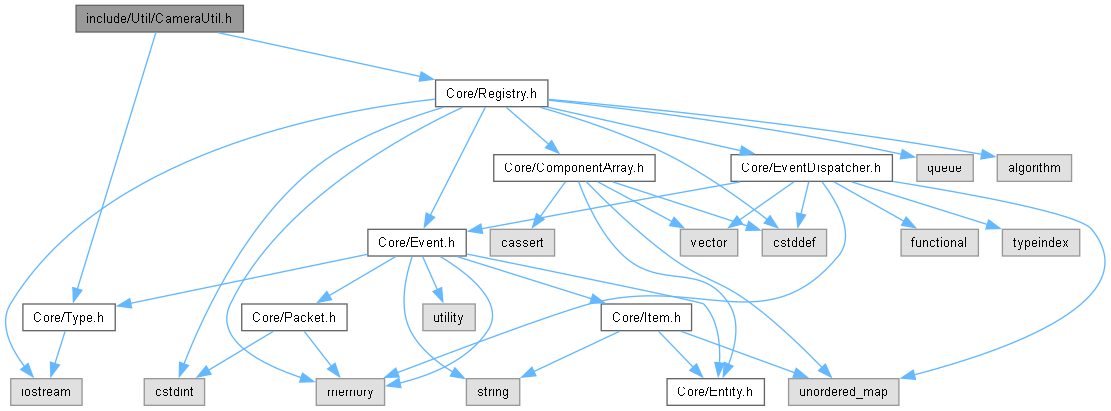 include/Util/CameraUtil.h
Core/Registry.h
Core/ComponentArray.h
Core/EventDispatcher.h
queue
algorithm
Core/Event.h
cassert
vector
cstddef
functional
typeindex
Core/Type.h
Core/Packet.h
utility
Core/Item.h
iostream
cstdint
memory
string
Core/Entity.h
unordered_map